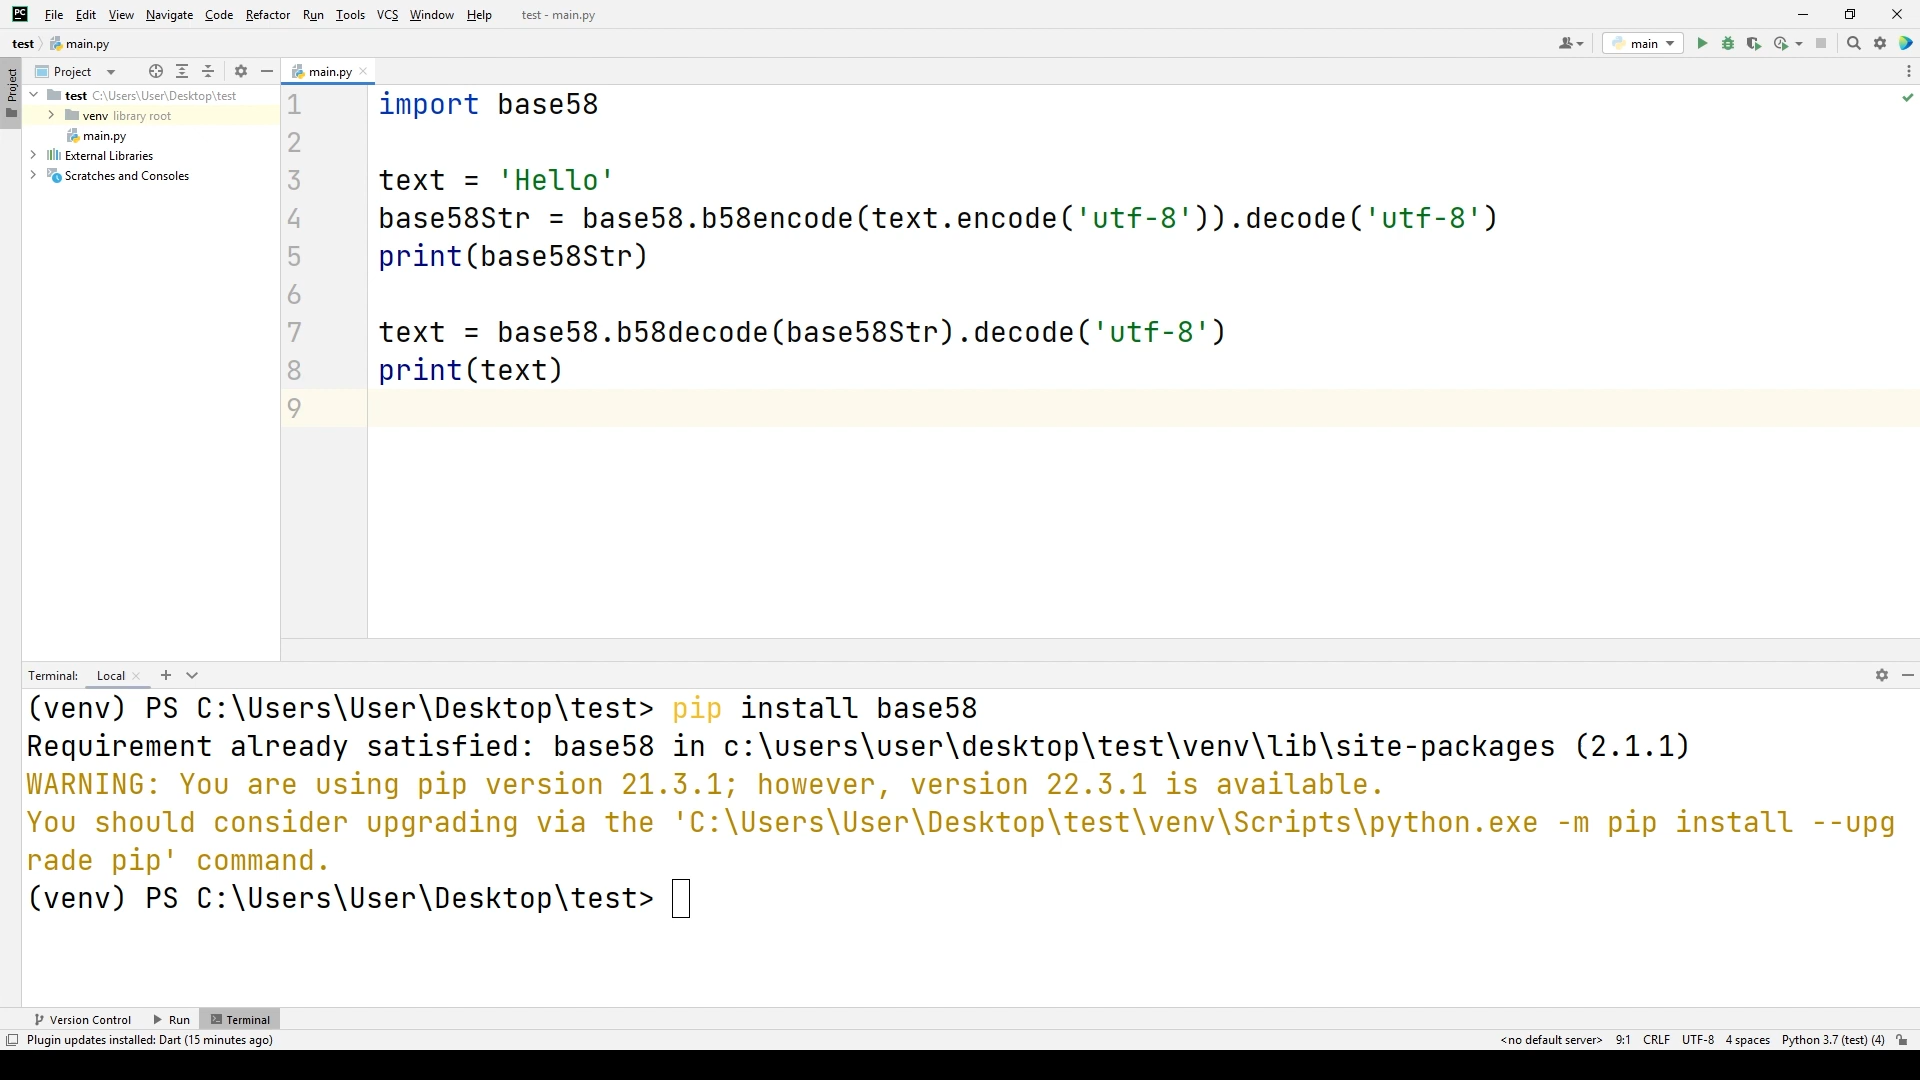 PC File Edit View Navigate Code Refactor Run Tools VCS Window Help test - main.py
test main.py main
Project main.py
Project
test C:\Users\User\Desktop\test
venv library root
main.py
External Libraries
Scratches and Consoles
1 import base58
2
3 text = 'Hello'
4 base58Str = base58.b58encode(text.encode('utf-8')).decode('utf-8')
5 print(base58Str)
6
7 text = base58.b58decode(base58Str).decode('utf-8')
8 print(text)
9
Terminal: Local
(venv) PS C:\Users\User\Desktop\test> pip install base58
Requirement already satisfied: base58 in c:\users\user\desktop\test\venv\lib\site-packages (2.1.1)
WARNING: You are using pip version 21.3.1; however, version 22.3.1 is available.
You should consider upgrading via the 'C:\Users\User\Desktop\test\venv\Scripts\python.exe -m pip install --upg
rade pip' command.
(venv) PS C:\Users\User\Desktop\test>
Version Control Run Terminal
Plugin updates installed: Dart (15 minutes ago) <no default server> 9:1 CRLF UTF-8 4 spaces Python 3.7 (test) (4)